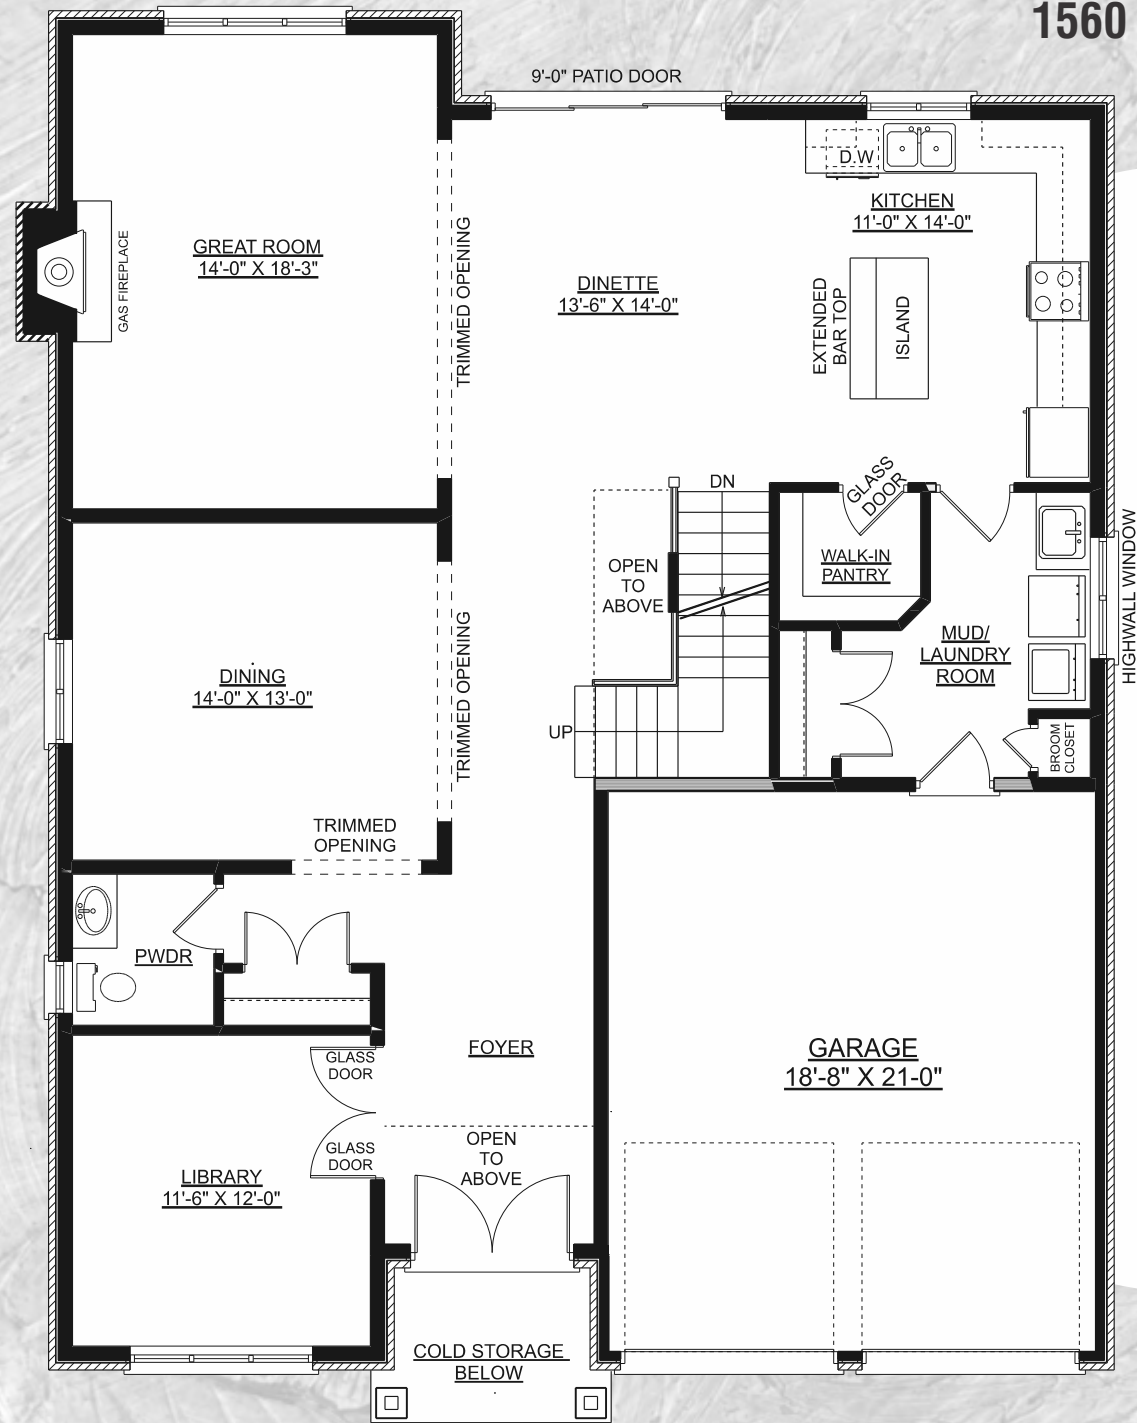 1560
9'-0" PATIO DOOR
D.W
KITCHEN
11'-0" X 14'-0"
GREAT ROOM
14'-0" X 18'-3"
GAS FIREPLACE
TRIMMED OPENING
DINETTE
13'-6" X 14'-0"
EXTENDED
BAR TOP
ISLAND
DN
GLASS
DOOR
OPEN
TO
ABOVE
WALK-IN
PANTRY
HIGHWALL WINDOW
MUD/
LAUNDRY
ROOM
DINING
14'-0" X 13'-0"
TRIMMED OPENING
UP
BROOM
CLOSET
TRIMMED
OPENING
PWDR
FOYER
GARAGE
18'-8" X 21'-0"
GLASS
DOOR
GLASS
DOOR
OPEN
TO
ABOVE
LIBRARY
11'-6" X 12'-0"
COLD STORAGE
BELOW